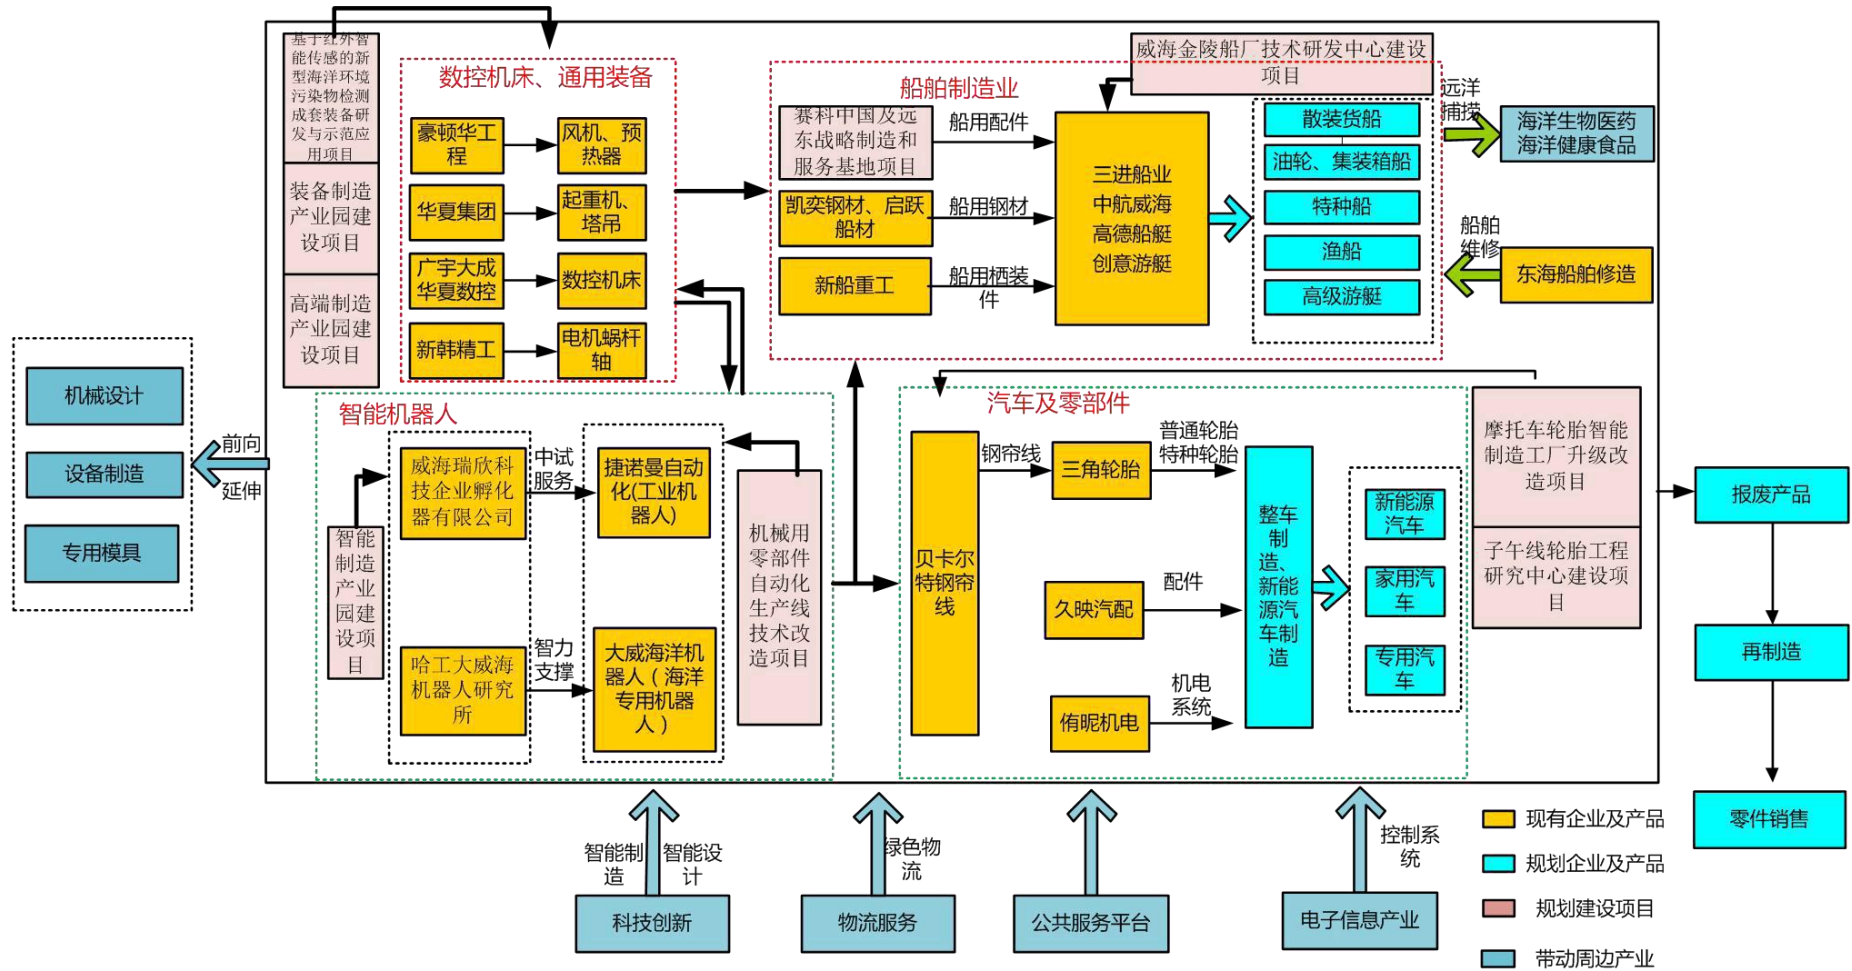 基于红外智
能传感的新
型海洋环境
污染物检测
成套装备研
发与示范应
用项目
装备制造
产业园建
设项目
高端制造
产业园建
设项目
数控机床、通用装备
豪顿华工
程
风机、预
热器
华夏集团
起重机、
塔吊
广宇大成
华夏数控
数控机床
新韩精工
电机蜗杆
轴
船舶制造业
威海金陵船厂技术研发中心建设
项目
赛科中国及远
东战略制造和
服务基地项目
船用配件
凯奕钢材、启跃
船材
船用钢材
新船重工
船用栖装
件
三进船业
中航威海
高德船艇
创意游艇
散装货船
油轮、集装箱船
特种船
渔船
高级游艇
远洋
捕捞
海洋生物医药
海洋健康食品
船舶
维修
东海船舶修造
机械设计
设备制造
专用模具
前向
延伸
智能机器人
智能
制造
产业
园建
设项
目
威海瑞欣科
技企业孵化
器有限公司
中试
服务
捷诺曼自动
化(工业机
器人)
哈工大威海
机器人研究
所
智力
支撑
大威海洋机
器人（海洋
专用机器
人）
机械用
零部件
自动化
生产线
技术改
造项目
汽车及零部件
贝卡尔
特钢帘
线
钢帘线
三角轮胎
普通轮胎
特种轮胎
久映汽配
配件
侑昵机电
机电
系统
整车
制
造、
新能
源汽
车制
造
新能源
汽车
家用汽
车
专用汽
车
摩托车轮胎智能
制造工厂升级改
造项目
子午线轮胎工程
研究中心建设项
目
报废产品
再制造
零件销售
智能制
造
智能设
计
科技创新
绿色物
流
物流服务
公共服务平台
控制系
统
电子信息产业
现有企业及产品
规划企业及产品
规划建设项目
带动周边产业